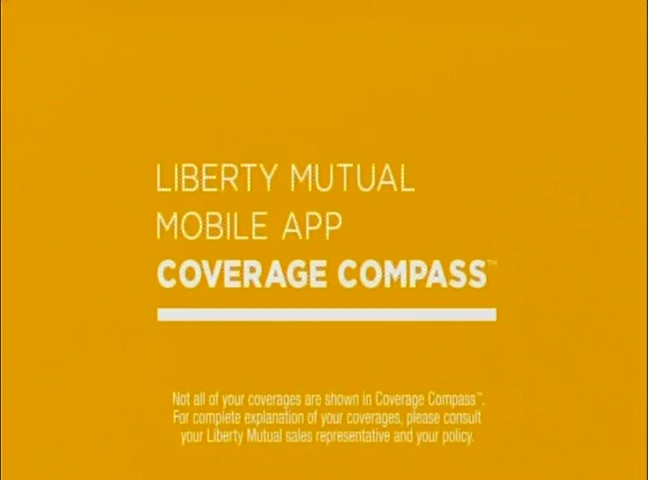 LIBERTY MUTUAL
MOBILE APP
COVERAGE COMPASS™
Not all of your coverages are shown in Coverage Compass™.
For complete explanation of your coverages, please consult
your Liberty Mutual sales representative and your policy.